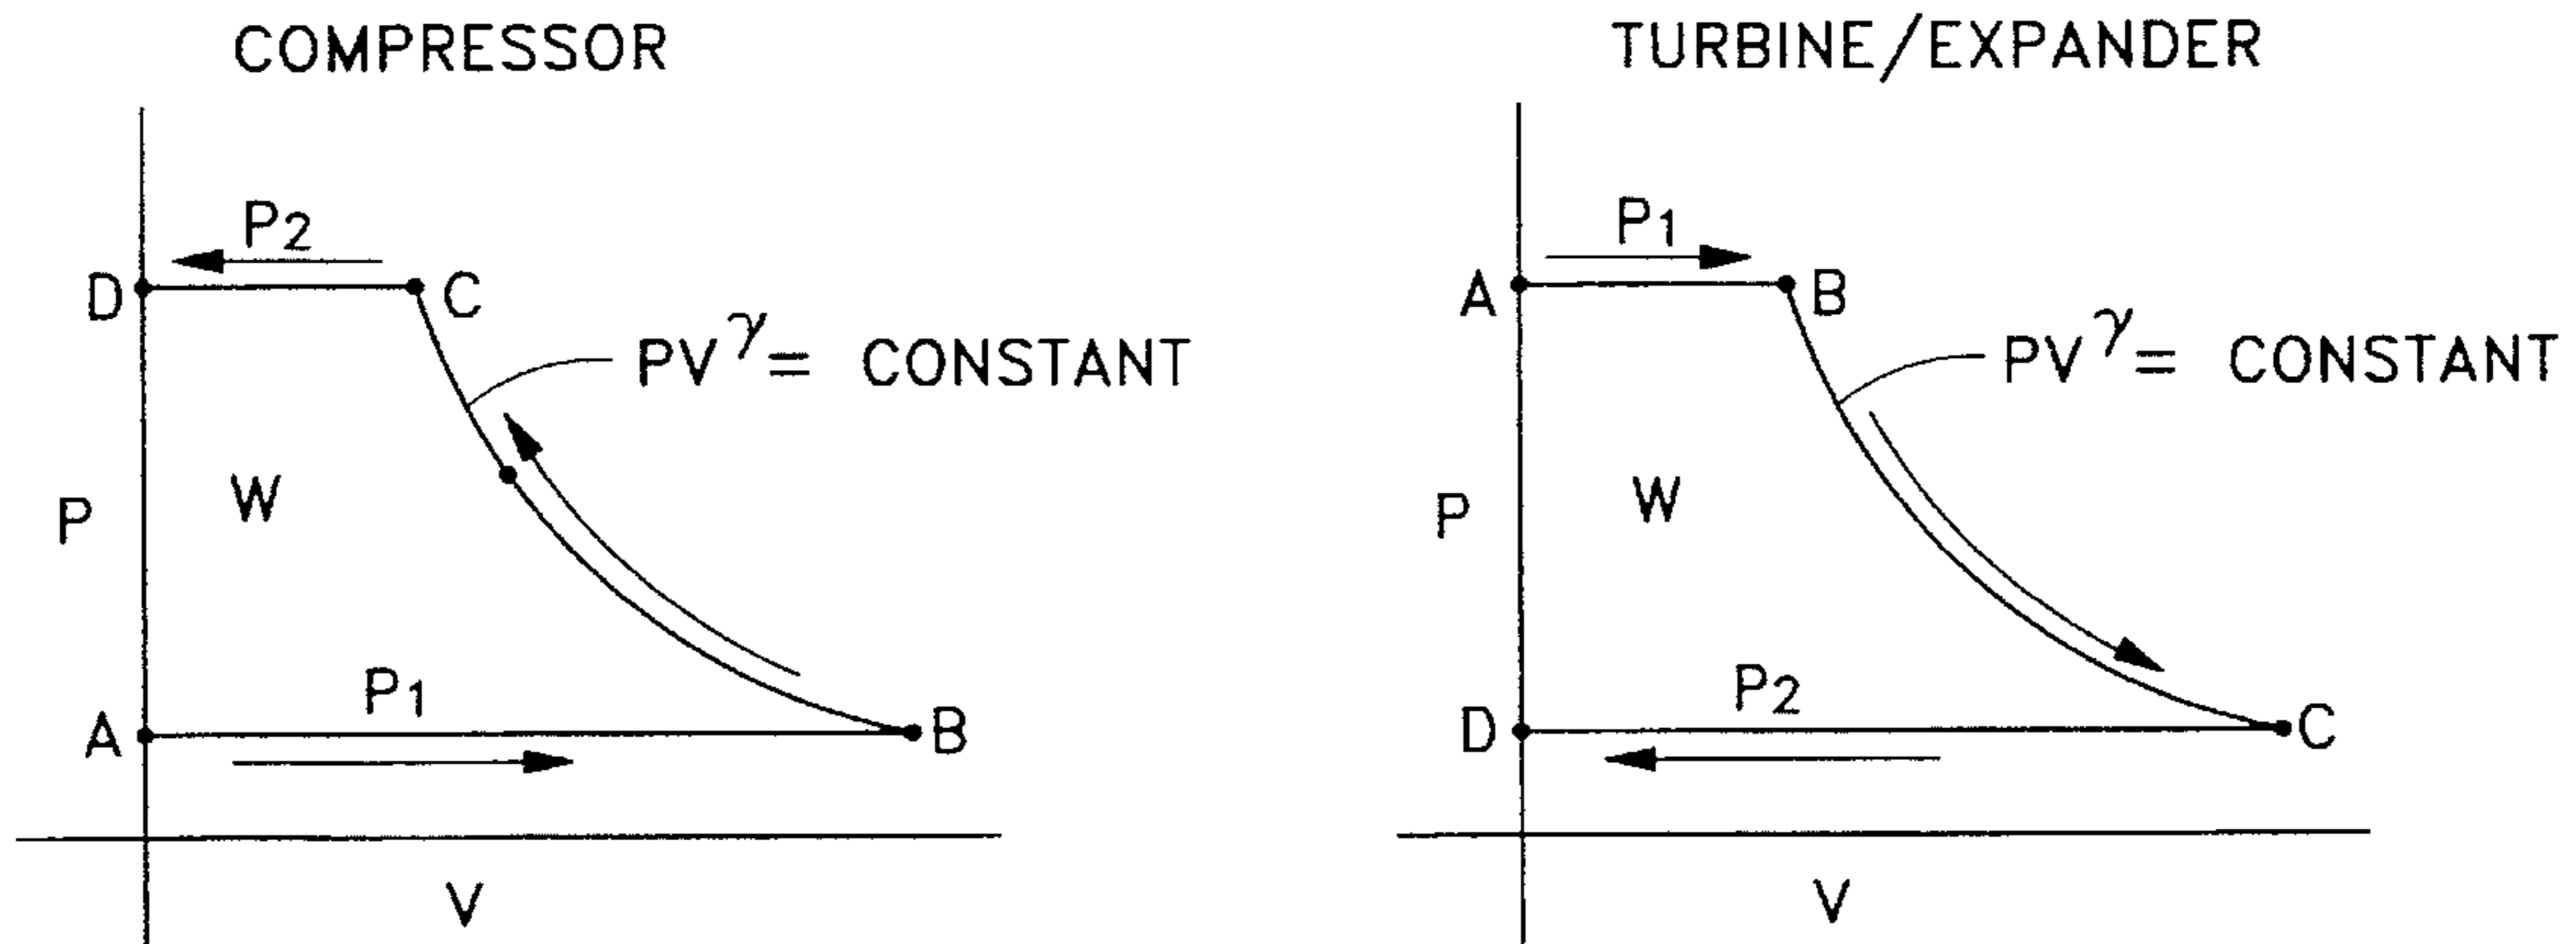 COMPRESSOR
P2
D
C
PV^γ = CONSTANT
W
P
P1
A
B
V
TURBINE/EXPANDER
P1
A
B
PV^γ = CONSTANT
W
P
P2
D
C
V